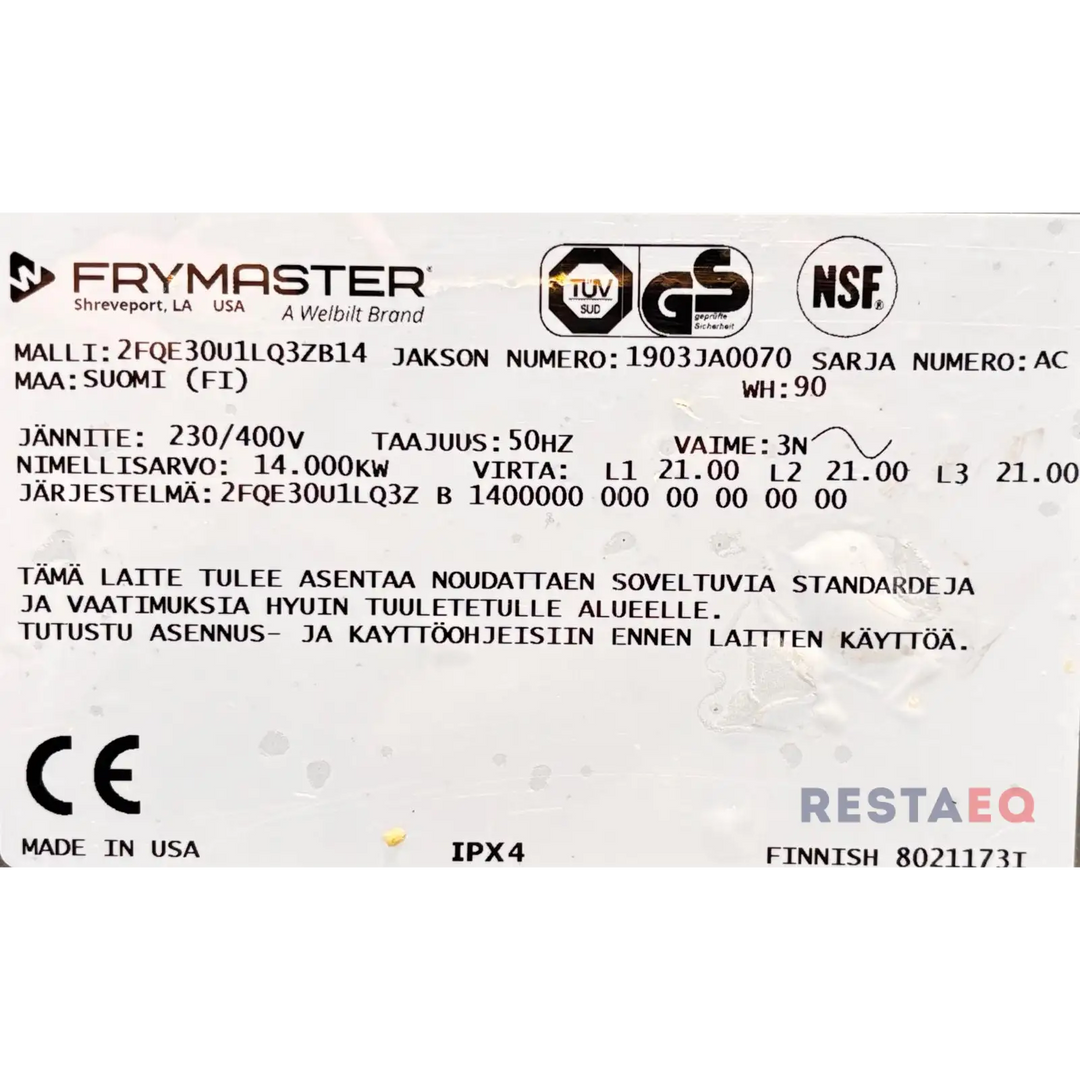 FRYMASTER
Shreveport, LA USA A Welbilt Brand
TÜV
SÜD
GS
geprüfte
Sicherheit
NSF®
MALLI: 2FQE30U1LQ3ZB14 JAKSON NUMERO: 1903JA0070 SARJA NUMERO: AC
MAA: SUOMI (FI) WH: 90
JÄNNITE: 230/400V TAAJUUS: 50HZ VAIME: 3N
NIMELLISARVO: 14.000KW VIRTA: L1 21.00 L2 21.00 L3 21.00
JÄRJESTELMÄ: 2FQE30U1LQ3Z B 1400000 000 00 00 00 00
TÄMÄ LAITE TULEE ASENTAA NOUDATTAEN SOVELTUVIA STANDARDEJA
JA VAATIMUKSIA HYUIN TUULETETULLE ALUEELLE.
TUTUSTU ASENNUS- JA KAYTTÖOHJEISIIN ENNEN LAITTEN KÄYTTÖÄ.
CE
RESTAEQ
MADE IN USA IPX4 FINNISH 8021173I